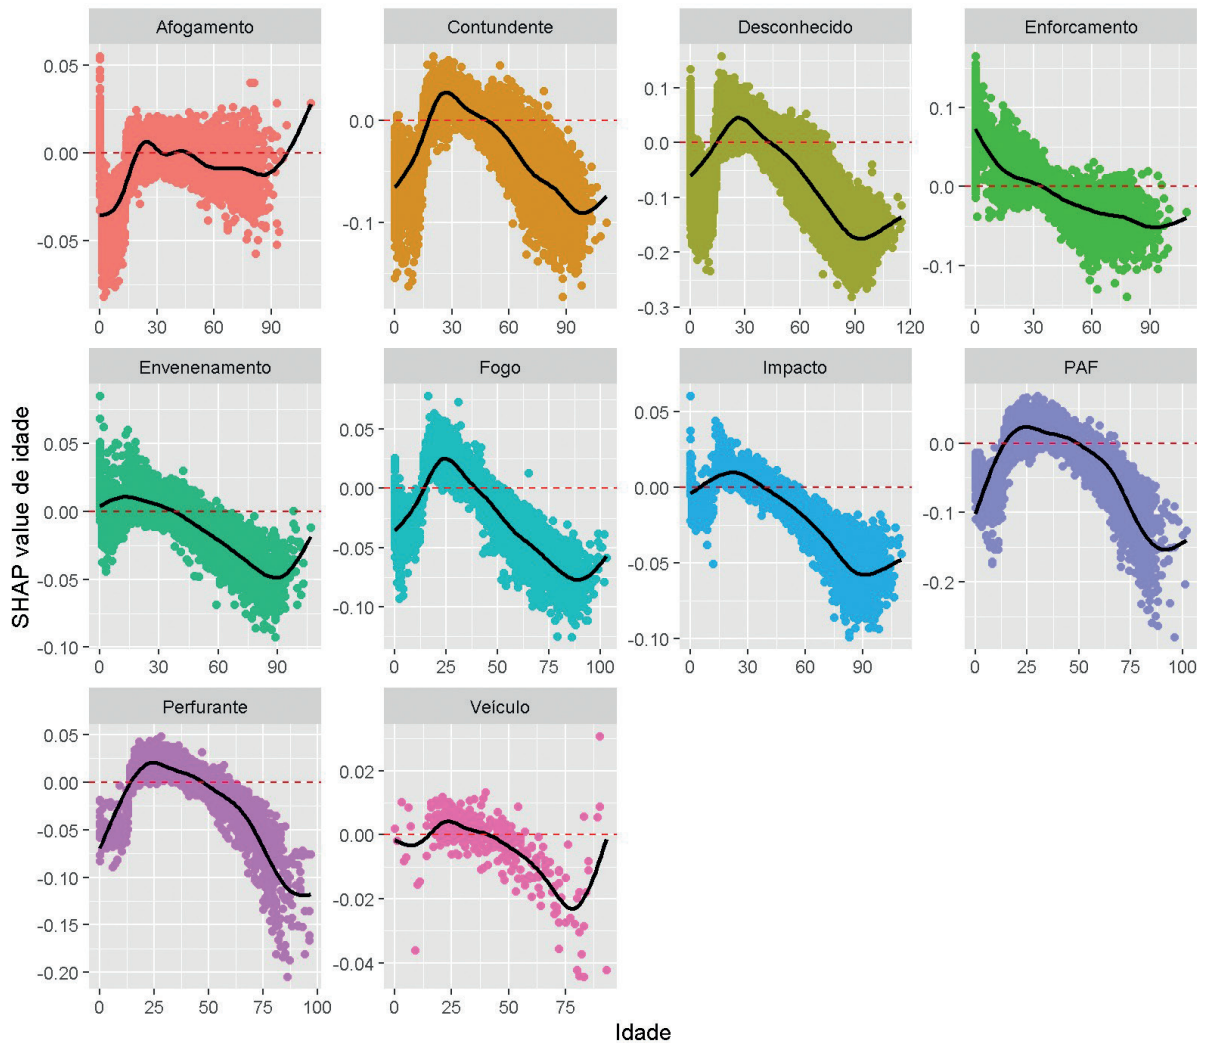 Afogamento Contundente Desconhecido Enforcamento
0.05
0.00
-0.05
0 30 60 90
0.0
-0.1
0 30 60 90
0.1
0.0
-0.1
-0.2
-0.3
0 30 60 90 120
0.1
0.0
-0.1
0 30 60 90
Envenenamento Fogo Impacto PAF
0.05
0.00
-0.05
-0.10
0 30 60 90
0.05
0.00
-0.05
-0.10
0 25 50 75 100
0.05
0.00
-0.05
-0.10
0 30 60 90
0.0
-0.1
-0.2
0 25 50 75 100
Perfurante Veículo
0.05
0.00
-0.05
-0.10
-0.15
-0.20
0 25 50 75 100
0.02
0.00
-0.02
-0.04
0 25 50 75
SHAP value de idade
Idade